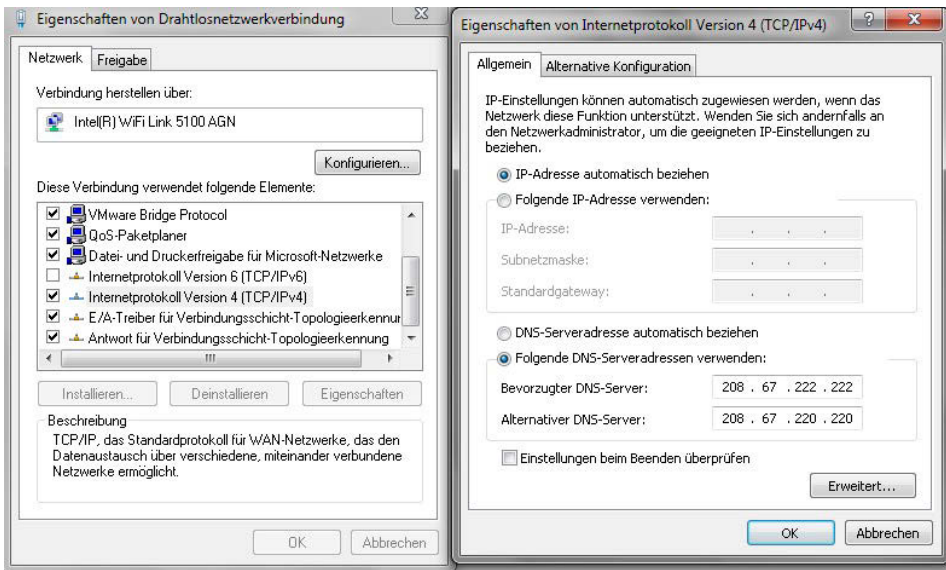 Eigenschaften von Drahtlosnetzwerkverbindung
Netzwerk
Freigabe
Verbindung herstellen über:
Intel(R) WiFi Link 5100 AGN
Konfigurieren...
Diese Verbindung verwendet folgende Elemente:
VMware Bridge Protocol
QoS-Paketplaner
Datei- und Druckerfreigabe für Microsoft-Netzwerke
Internetprotokoll Version 6 (TCP/IPv6)
Internetprotokoll Version 4 (TCP/IPv4)
E/A-Treiber für Verbindungsschicht-Topologieerkennur
Antwort für Verbindungsschicht-Topologieerkennung
Installieren...
Deinstallieren
Eigenschaften
Beschreibung
TCP/IP, das Standardprotokoll für WAN-Netzwerke, das den
Datenaustausch über verschiedene, miteinander verbundene
Netzwerke ermöglicht.
OK
Abbrechen
Eigenschaften von Internetprotokoll Version 4 (TCP/IPv4)
Allgemein
Alternative Konfiguration
IP-Einstellungen können automatisch zugewiesen werden, wenn das
Netzwerk diese Funktion unterstützt. Wenden Sie sich andernfalls an
den Netzwerkadministrator, um die geeigneten IP-Einstellungen zu
beziehen.
IP-Adresse automatisch beziehen
Folgende IP-Adresse verwenden:
IP-Adresse: . . .
Subnetzmaske: . . .
Standardgateway: . . .
DNS-Serveradresse automatisch beziehen
Folgende DNS-Serveradressen verwenden:
Bevorzugter DNS-Server: 208 . 67 . 222 . 222
Alternativer DNS-Server: 208 . 67 . 220 . 220
Einstellungen beim Beenden überprüfen
Erweitert...
OK
Abbrechen